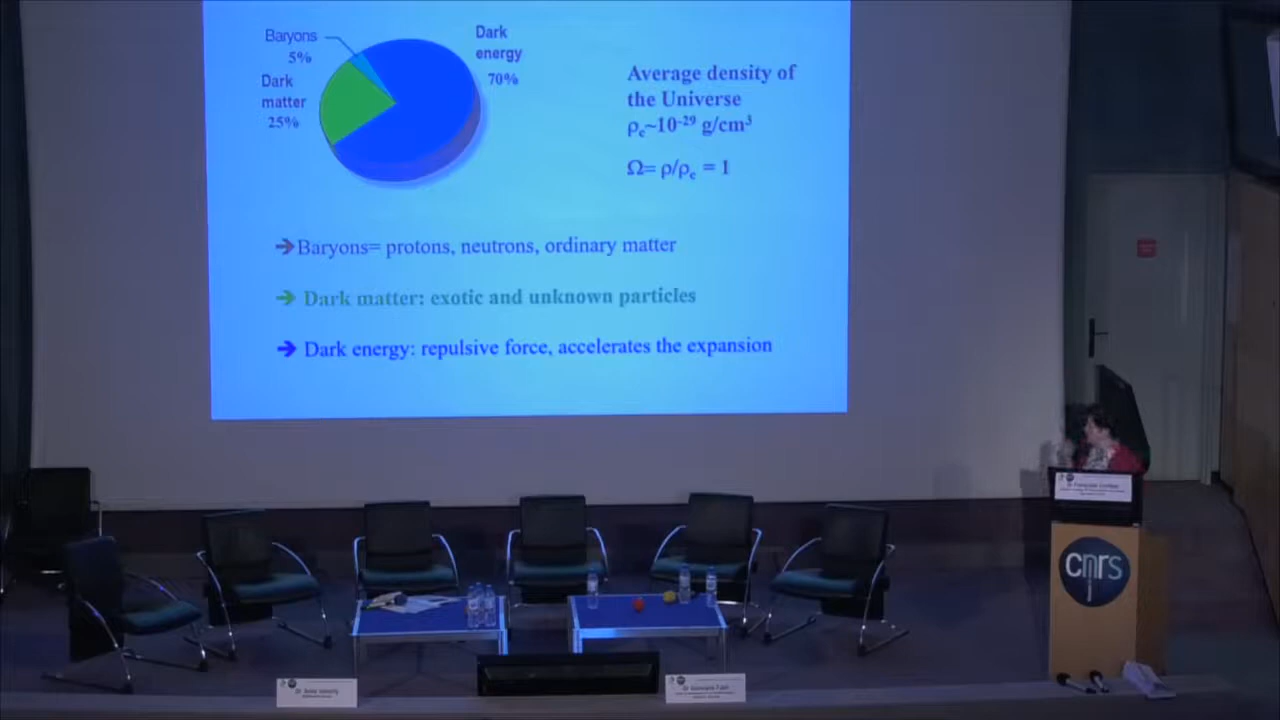 Baryons
5%
Dark
matter
25%
Dark
energy
70%
Average density of
the Universe
ρc~10⁻²⁹ g/cm³
Ω= ρ/ρc = 1
➔Baryons= protons, neutrons, ordinary matter
➔ Dark matter: exotic and unknown particles
➔ Dark energy: repulsive force, accelerates the expansion
cnrs